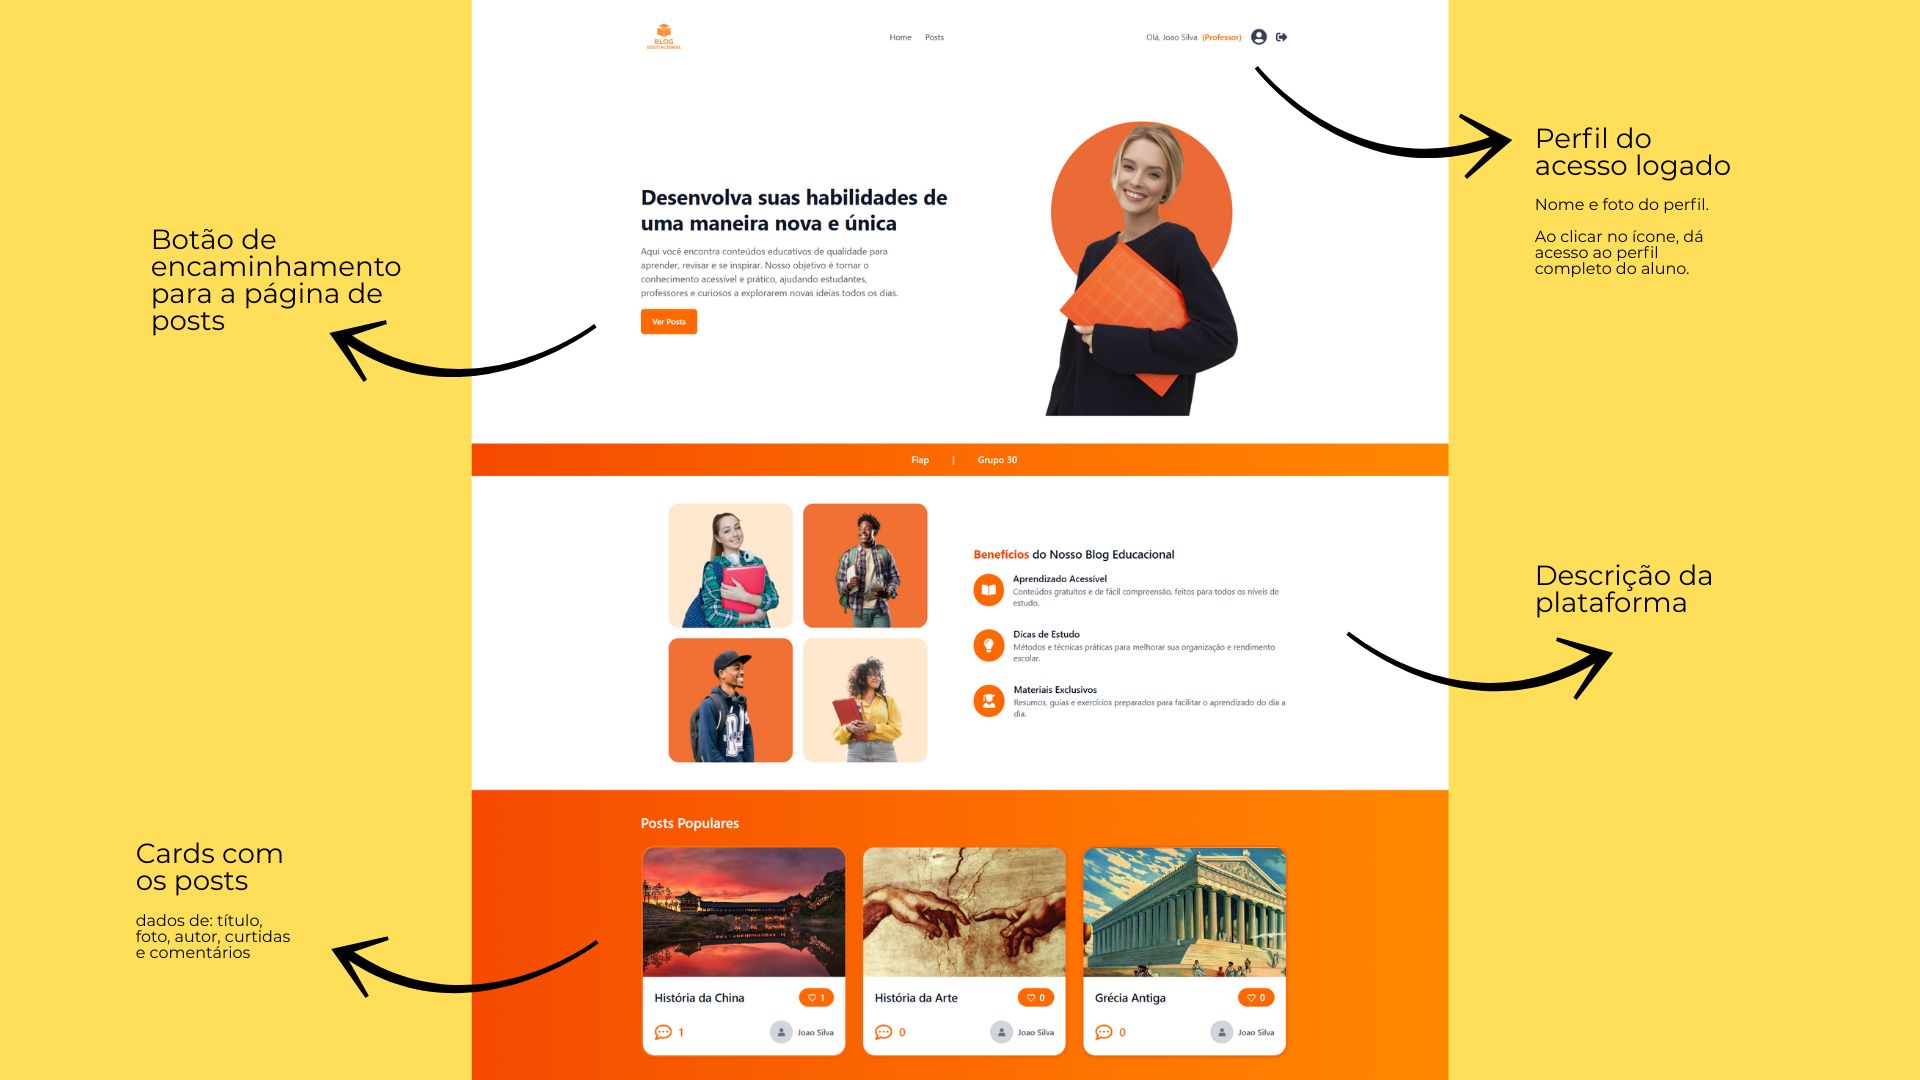 BLOG
EDUCACIONAL
Home
Posts
Olá, Joao Silva (Professor)
Perfil do
acesso logado
Nome e foto do perfil.
Ao clicar no ícone, dá
acesso ao perfil
completo do aluno.
Desenvolva suas habilidades de
uma maneira nova e única
Aqui você encontra conteúdos educativos de qualidade para
aprender, revisar e se inspirar. Nosso objetivo é tornar o
conhecimento acessível e prático, ajudando estudantes,
professores e curiosos a explorarem novas ideias todos os dias.
Ver Posts
Botão de
encaminhamento
para a página de
posts
Fiap | Grupo 30
Benefícios do Nosso Blog Educacional
Aprendizado Acessível
Conteúdos gratuitos e de fácil compreensão, feitos para todos os níveis de
estudo.
Dicas de Estudo
Métodos e técnicas práticas para melhorar sua organização e rendimento
escolar.
Materiais Exclusivos
Resumos, guias e exercícios preparados para facilitar o aprendizado do dia a
dia.
Descrição da
plataforma
Posts Populares
Cards com
os posts
dados de: título,
foto, autor, curtidas
e comentários
História da China
1
1
Joao Silva
História da Arte
0
0
Joao Silva
Grécia Antiga
0
0
Joao Silva